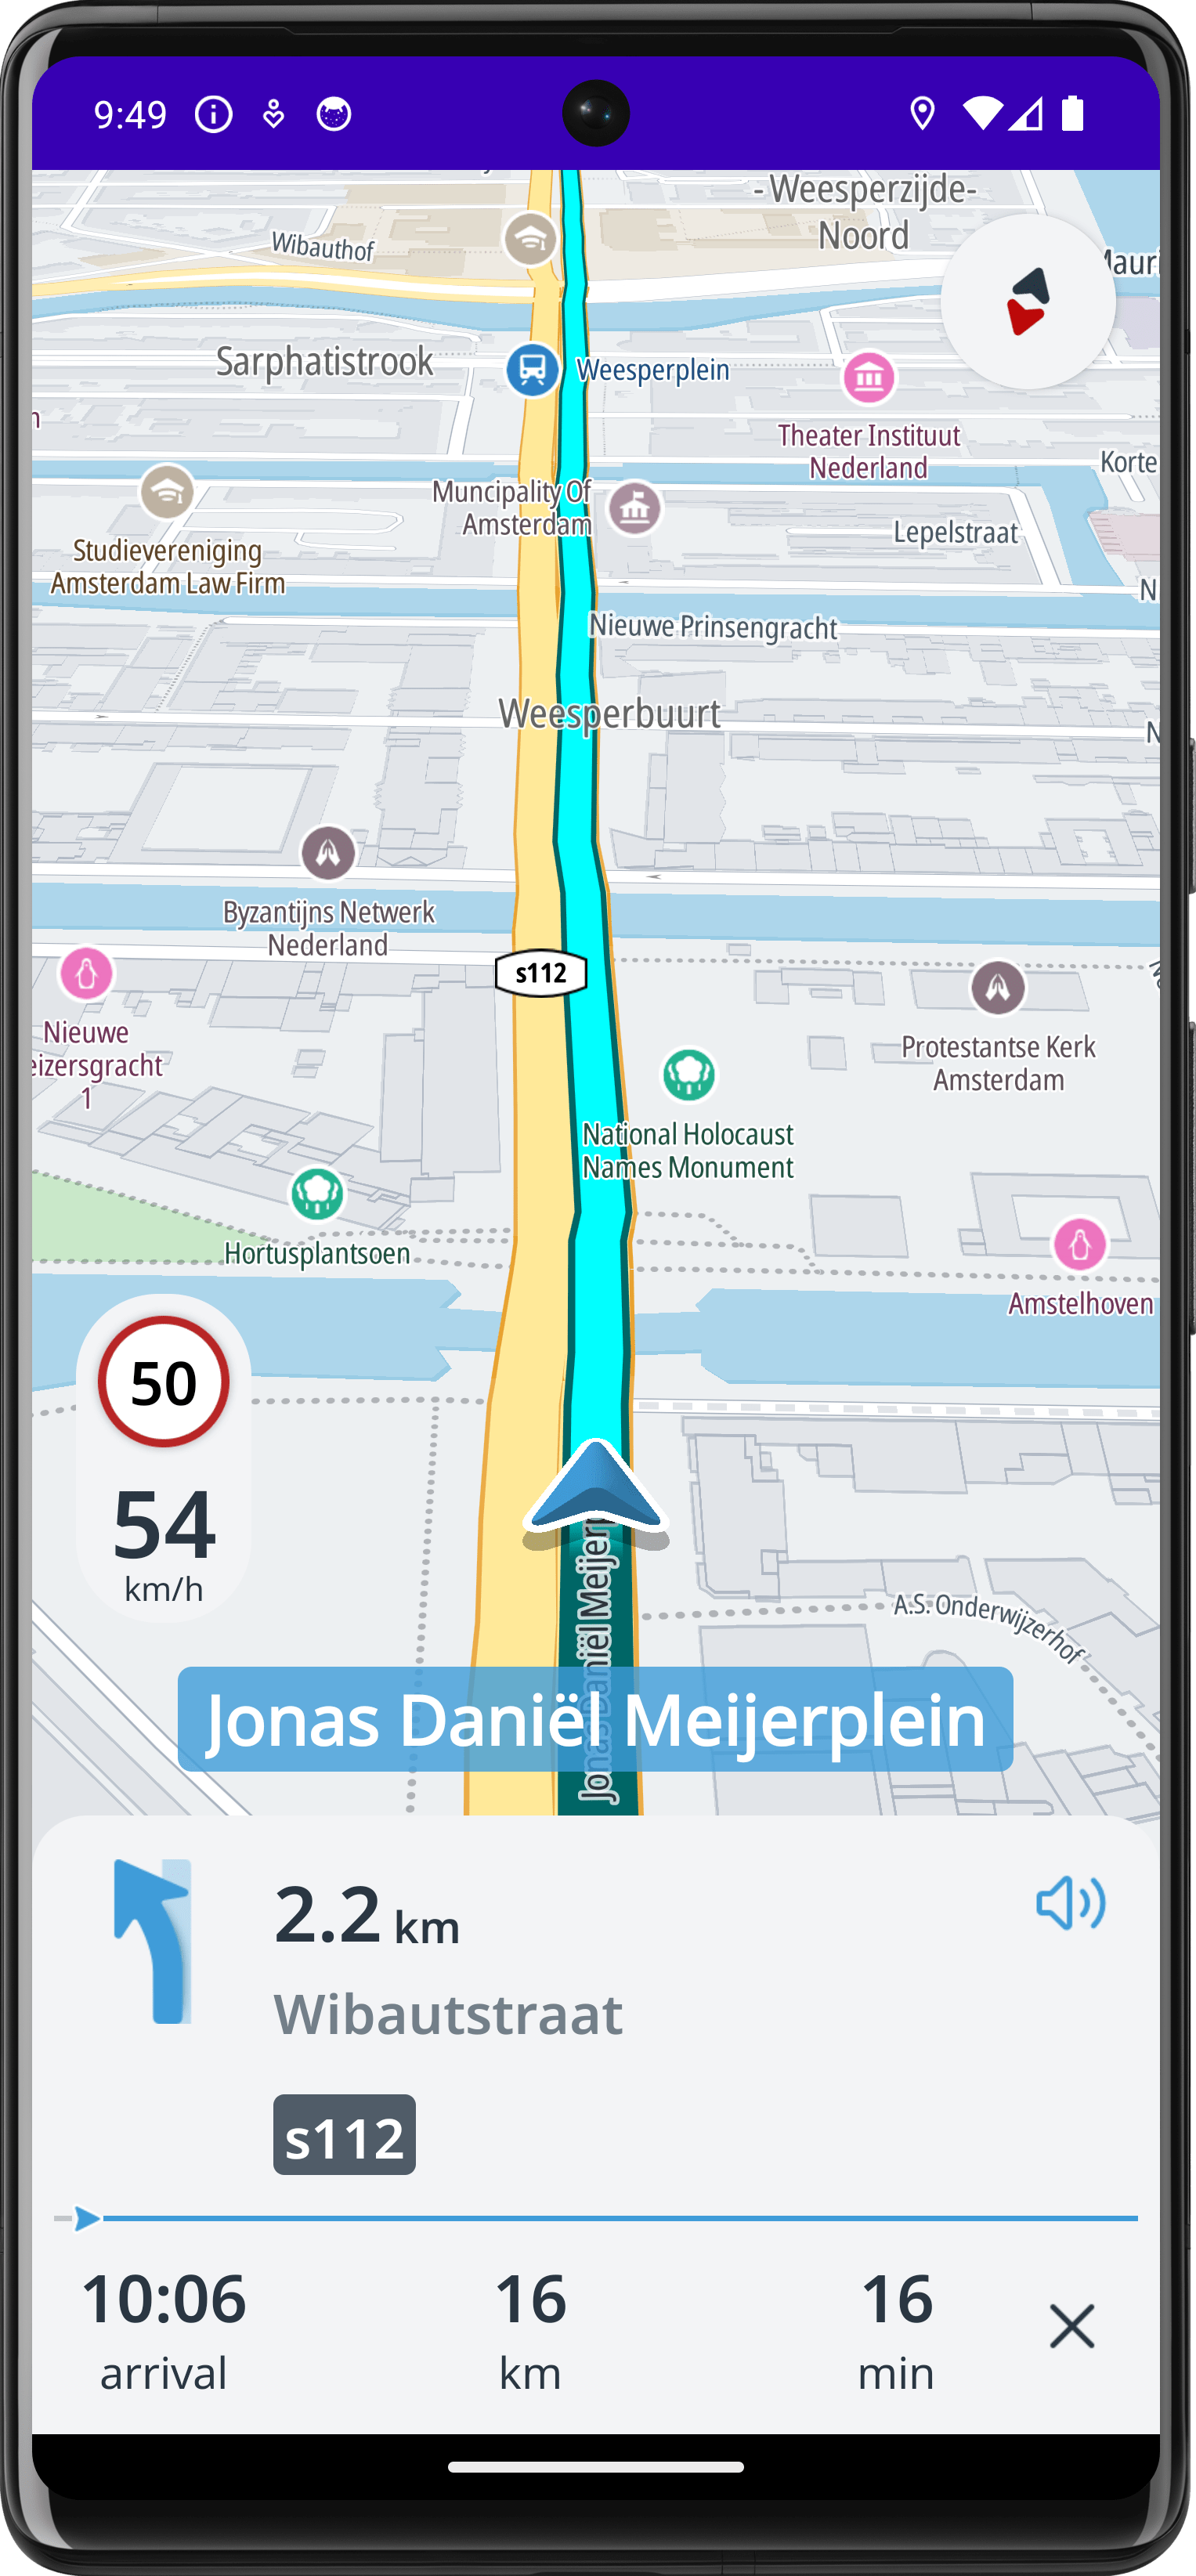 9:49
- Weesperzijde-
Noord
Wibauthof
Sarphatistrook
Weesperplein
Theater Instituut
Nederland
Korte
Muncipality Of
Amsterdam
Lepelstraat
Studievereniging
Amsterdam Law Firm
Nieuwe Prinsengracht
Weesperbuurt
Byzantijns Netwerk
Nederland
s112
Nieuwe
eizersgracht
1
Protestantse Kerk
Amsterdam
National Holocaust
Names Monument
Hortusplantsoen
Amstelhoven
50
54
km/h
A.S. Onderwijzerhof
Jonas Daniël Meijerp
Jonas Daniël Meijerplein
2.2 km
Wibautstraat
s112
10:06
arrival
16
km
16
min